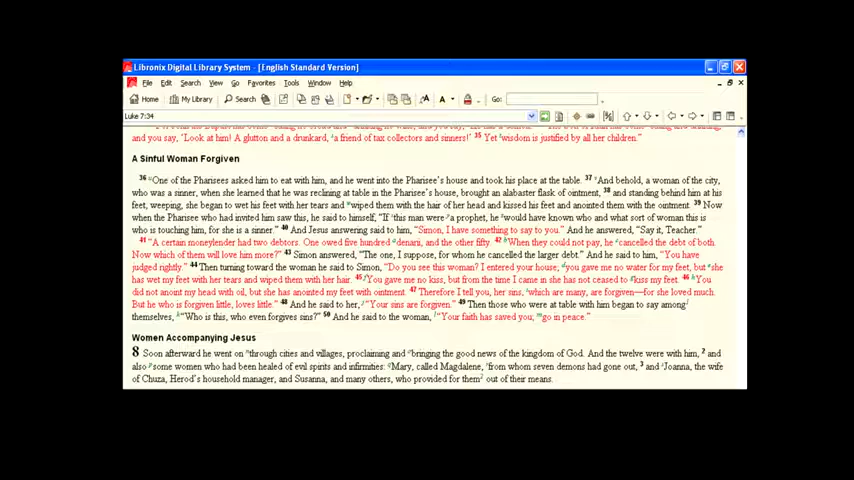 Libronix Digital Library System - [English Standard Version]
File Edit Search View Go Favorites Tools Window Help
Home My Library Search Go:
Luke 7:34
and you say, 'Look at him! A glutton and a drunkard, a friend of tax collectors and sinners!' 35 Yet wisdom is justified by all her children."
A Sinful Woman Forgiven
36 One of the Pharisees asked him to eat with him, and he went into the Pharisee's house and took his place at the table. 37 And behold, a woman of the city,
who was a sinner, when she learned that he was reclining at table in the Pharisee's house, brought an alabaster flask of ointment, 38 and standing behind him at his
feet, weeping, she began to wet his feet with her tears and wiped them with the hair of her head and kissed his feet and anointed them with the ointment. 39 Now
when the Pharisee who had invited him saw this, he said to himself, "If this man were a prophet, he would have known who and what sort of woman this is
who is touching him, for she is a sinner." 40 And Jesus answering said to him, "Simon, I have something to say to you." And he answered, "Say it, Teacher."
41 "A certain moneylender had two debtors. One owed five hundred denarii, and the other fifty. 42 When they could not pay, he cancelled the debt of both.
Now which of them will love him more?" 43 Simon answered, "The one, I suppose, for whom he cancelled the larger debt." And he said to him, "You have
judged rightly." 44 Then turning toward the woman he said to Simon, "Do you see this woman? I entered your house; you gave me no water for my feet, but she
has wet my feet with her tears and wiped them with her hair. 45 You gave me no kiss, but from the time I came in she has not ceased to kiss my feet. 46 You
did not anoint my head with oil, but she has anointed my feet with ointment. 47 Therefore I tell you, her sins, which are many, are forgiven—for she loved much.
But he who is forgiven little, loves little." 48 And he said to her, "Your sins are forgiven." 49 Then those who were at table with him began to say among
themselves, "Who is this, who even forgives sins?" 50 And he said to the woman, "Your faith has saved you; go in peace."
Women Accompanying Jesus
8 Soon afterward he went on through cities and villages, proclaiming and bringing the good news of the kingdom of God. And the twelve were with him, 2 and
also some women who had been healed of evil spirits and infirmities: Mary, called Magdalene, from whom seven demons had gone out, 3 and Joanna, the wife
of Chuza, Herod's household manager, and Susanna, and many others, who provided for them out of their means.